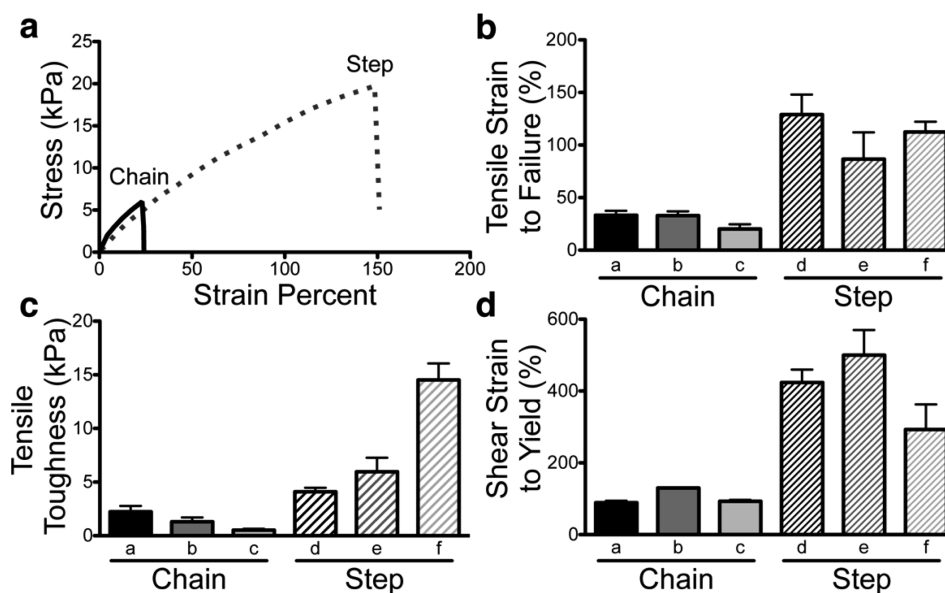 a
Stress (kPa)
25
20
15
10
5
0
Step
Chain
0 50 100 150 200
Strain Percent
b
Tensile Strain
to Failure (%)
200
150
100
50
0
a b c d e f
Chain Step
c
Tensile
Toughness (kPa)
20
15
10
5
0
a b c d e f
Chain Step
d
Shear Strain
to Yield (%)
600
400
200
0
a b c d e f
Chain Step